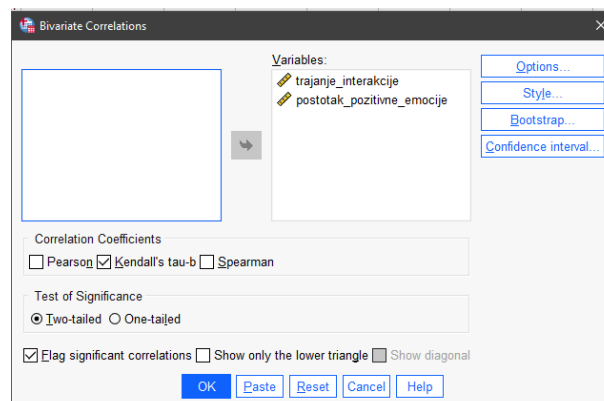 Bivariate Correlations
Variables:
trajanje_interakcije
postotak_pozitivne_emocije
Options...
Style...
Bootstrap...
Confidence interval...
Correlation Coefficients
Pearson Kendall's tau-b Spearman
Test of Significance
Two-tailed One-tailed
Flag significant correlations Show only the lower triangle Show diagonal
OK Paste Reset Cancel Help